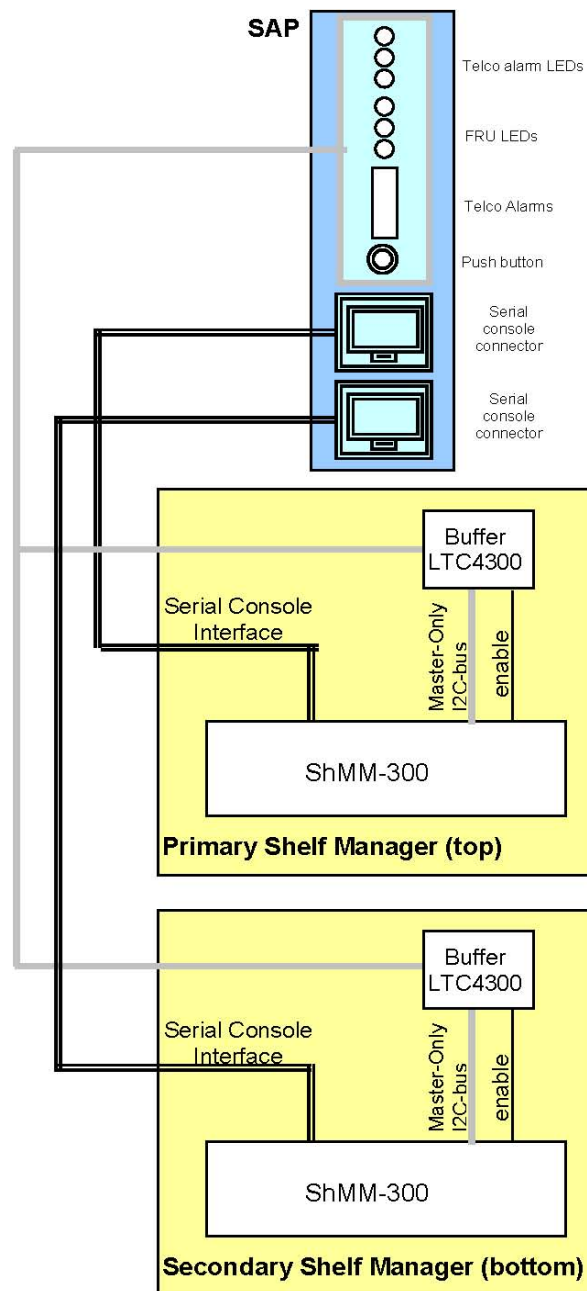 SAP
Telco alarm LEDs
FRU LEDs
Telco Alarms
Push button
Serial
console
connector
Serial
console
connector
Buffer
LTC4300
Serial Console
Interface
Master-Only
I2C-bus
enable
ShMM-300
Primary Shelf Manager (top)
Buffer
LTC4300
Serial Console
Interface
Master-Only
I2C-bus
enable
ShMM-300
Secondary Shelf Manager (bottom)